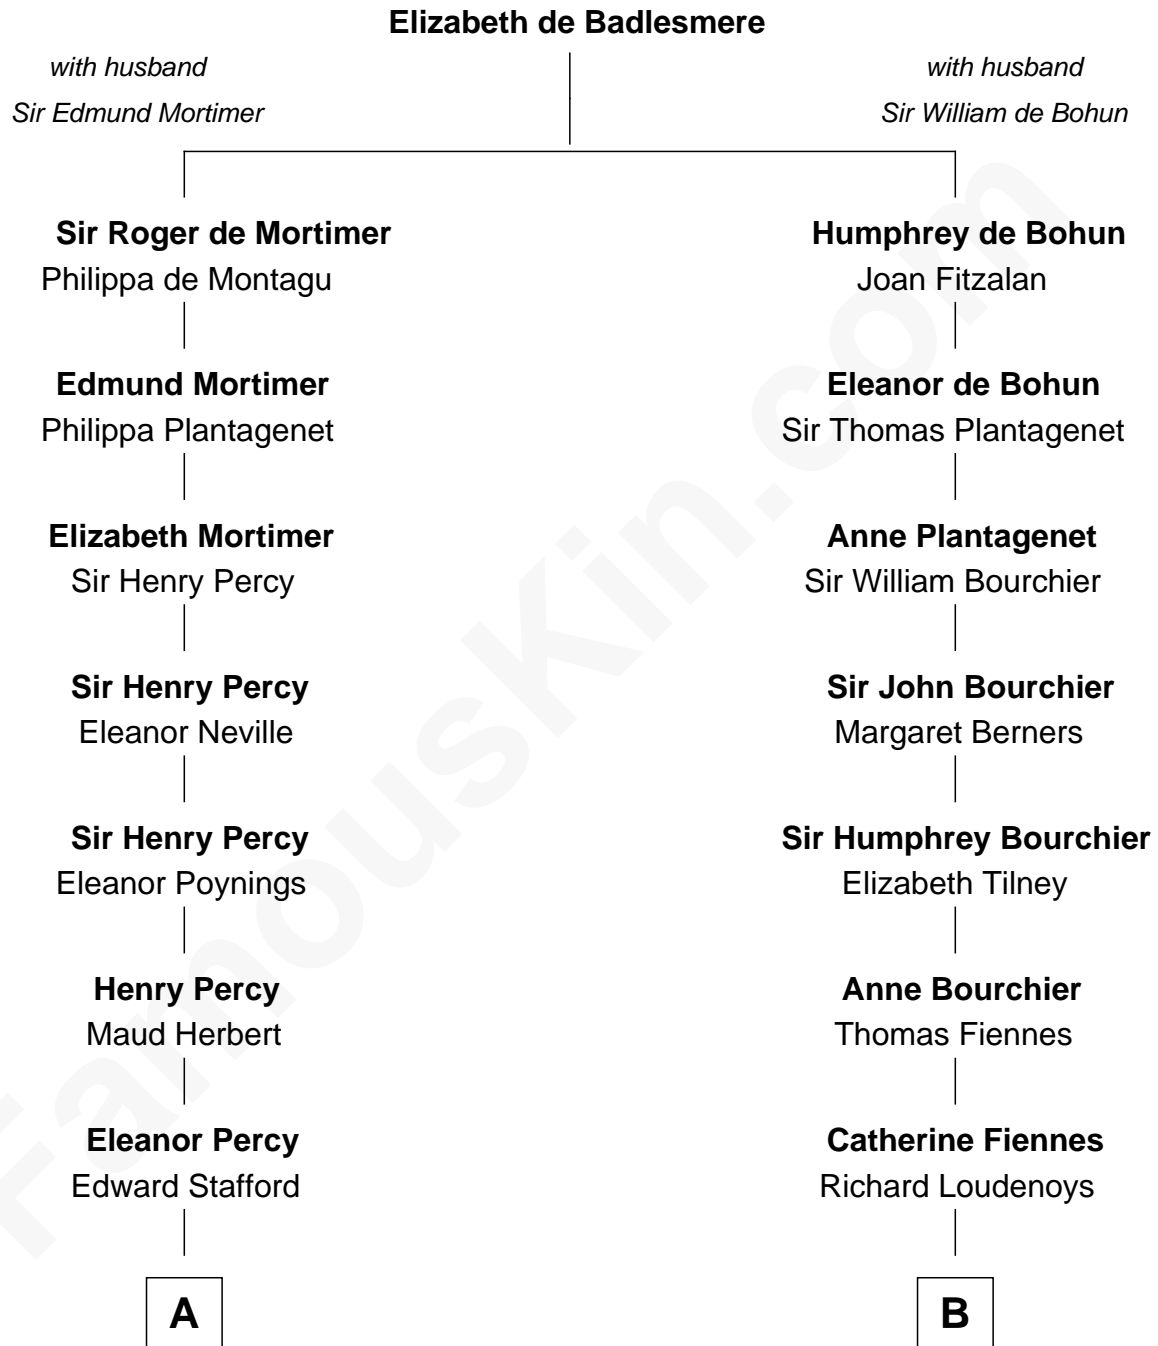 Elizabeth de Badlesmere
with husband
Sir Edmund Mortimer
with husband
Sir William de Bohun
Sir Roger de Mortimer
Philippa de Montagu
Humphrey de Bohun
Joan Fitzalan
Edmund Mortimer
Philippa Plantagenet
Eleanor de Bohun
Sir Thomas Plantagenet
Elizabeth Mortimer
Sir Henry Percy
Anne Plantagenet
Sir William Bourchier
Sir Henry Percy
Eleanor Neville
Sir John Bourchier
Margaret Berners
Sir Henry Percy
Eleanor Poynings
Sir Humphrey Bourchier
Elizabeth Tilney
Henry Percy
Maud Herbert
Anne Bourchier
Thomas Fiennes
Eleanor Percy
Edward Stafford
Catherine Fiennes
Richard Loudenoys
A
B
FamousKin.com